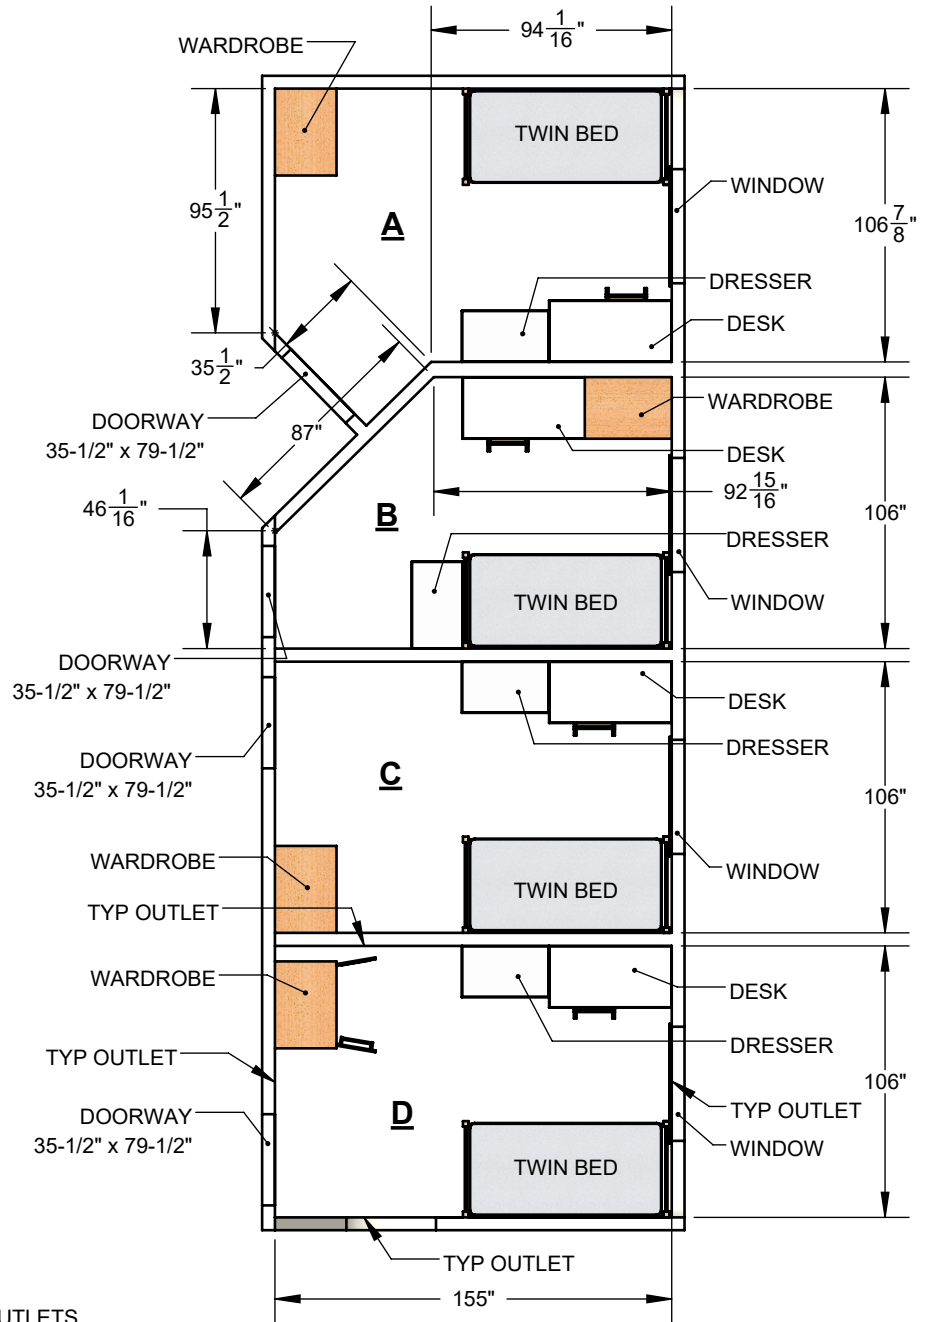 94 1/16"
WARDROBE
TWIN BED
WINDOW
95 1/2"
A
106 7/8"
DRESSER
DESK
35 1/2"
DOORWAY
35-1/2" x 79-1/2"
87"
WARDROBE
DESK
46 1/16"
92 15/16"
B
106"
DRESSER
TWIN BED
WINDOW
DOORWAY
35-1/2" x 79-1/2"
DESK
DRESSER
DOORWAY
35-1/2" x 79-1/2"
C
106"
WARDROBE
TWIN BED
WINDOW
TYP OUTLET
WARDROBE
DESK
DRESSER
TYP OUTLET
106"
DOORWAY
35-1/2" x 79-1/2"
D
TYP OUTLET
WINDOW
TWIN BED
TYP OUTLET
155"
UTLETS